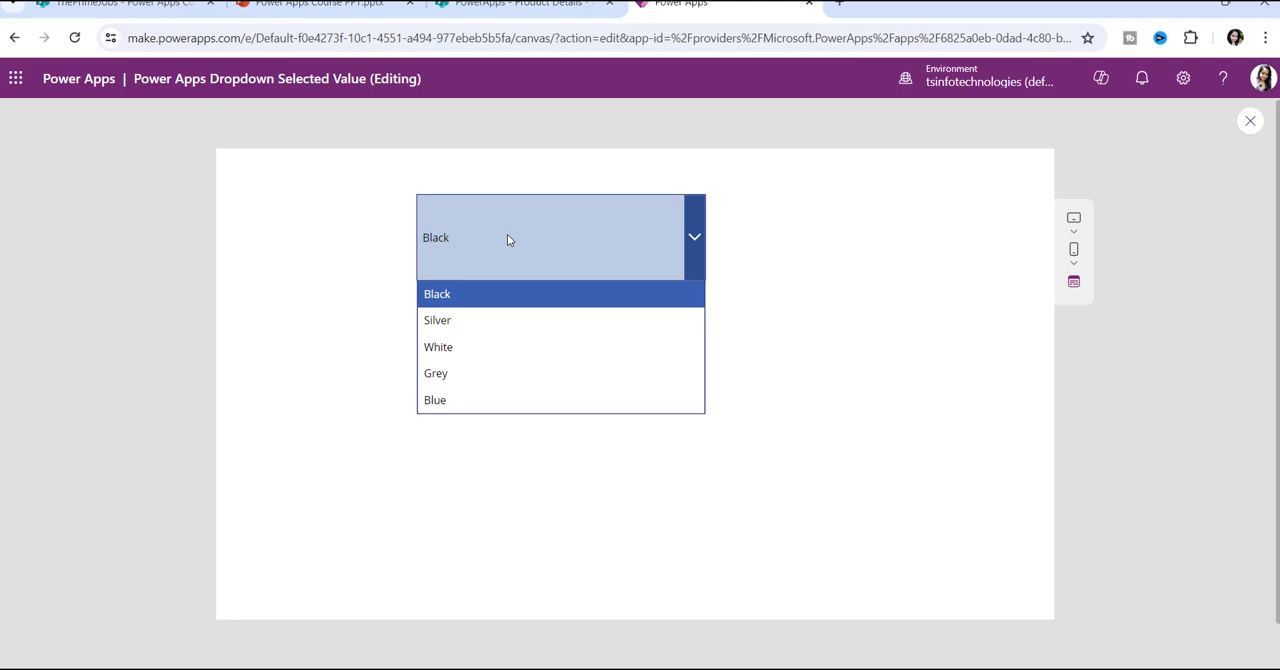 ThePrimeJobs - Power Apps Co
Power Apps Course PPT.pptx
PowerApps - Product Details -
Power Apps
make.powerapps.com/e/Default-f0e4273f-10c1-4551-a494-977ebeb5b5fa/canvas/?action=edit&app-id=%2Fproviders%2FMicrosoft.PowerApps%2Fapps%2F6825a0eb-0dad-4c80-b...
Power Apps | Power Apps Dropdown Selected Value (Editing)
Environment
tsinfotechnologies (def...
Black
Black
Silver
White
Grey
Blue